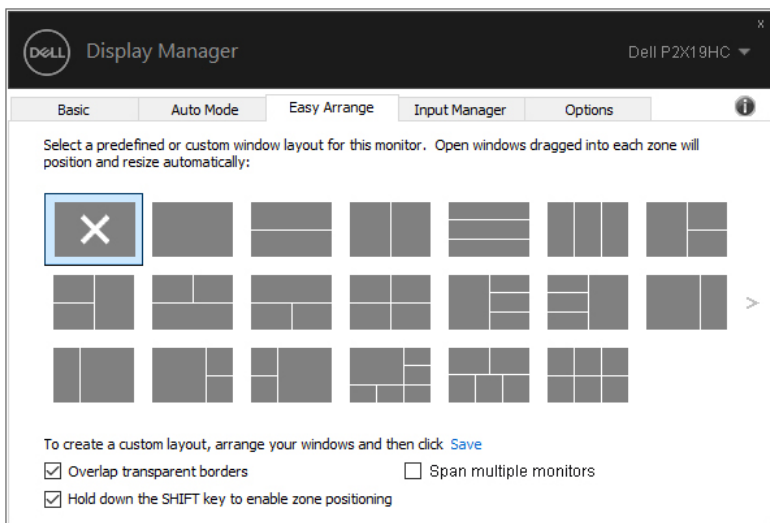 x
DELL Display Manager
Dell P2X19HC
Basic Auto Mode Easy Arrange Input Manager Options
Select a predefined or custom window layout for this monitor. Open windows dragged into each zone will
position and resize automatically:
>
To create a custom layout, arrange your windows and then click Save
Overlap transparent borders Span multiple monitors
Hold down the SHIFT key to enable zone positioning